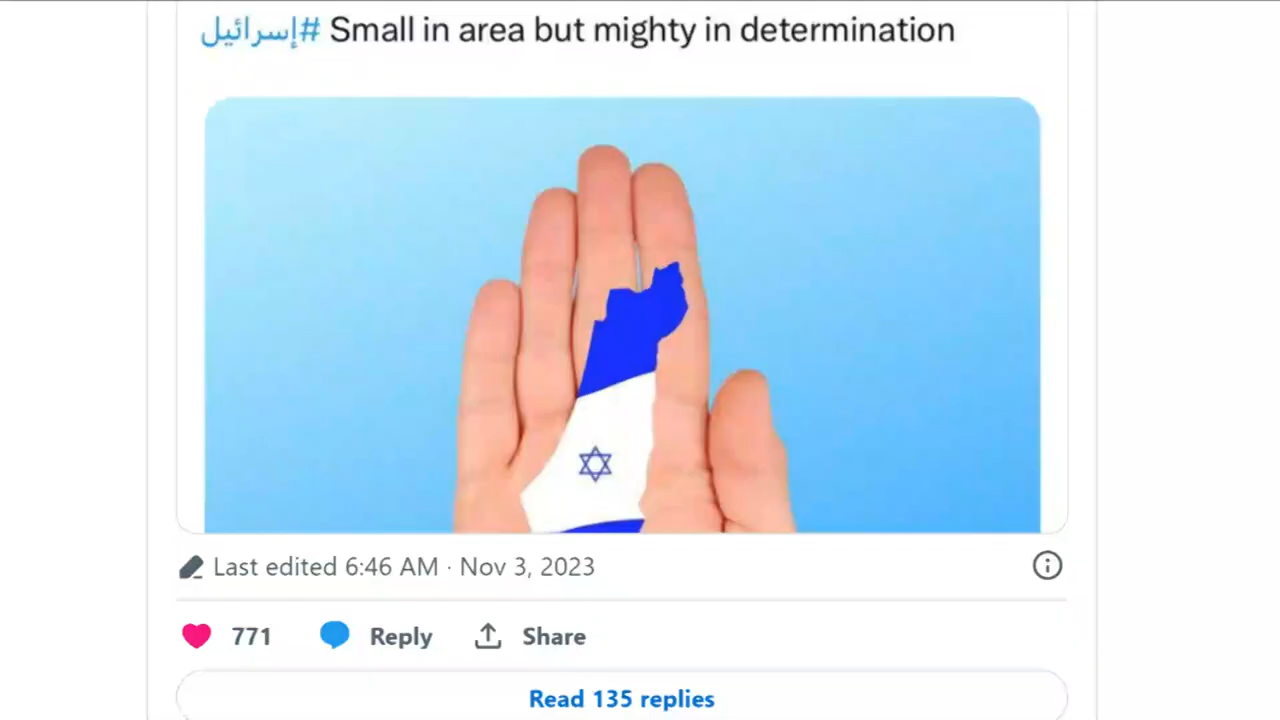 #إسرائيل Small in area but mighty in determination
Last edited 6:46 AM · Nov 3, 2023
771 Reply Share
Read 135 replies